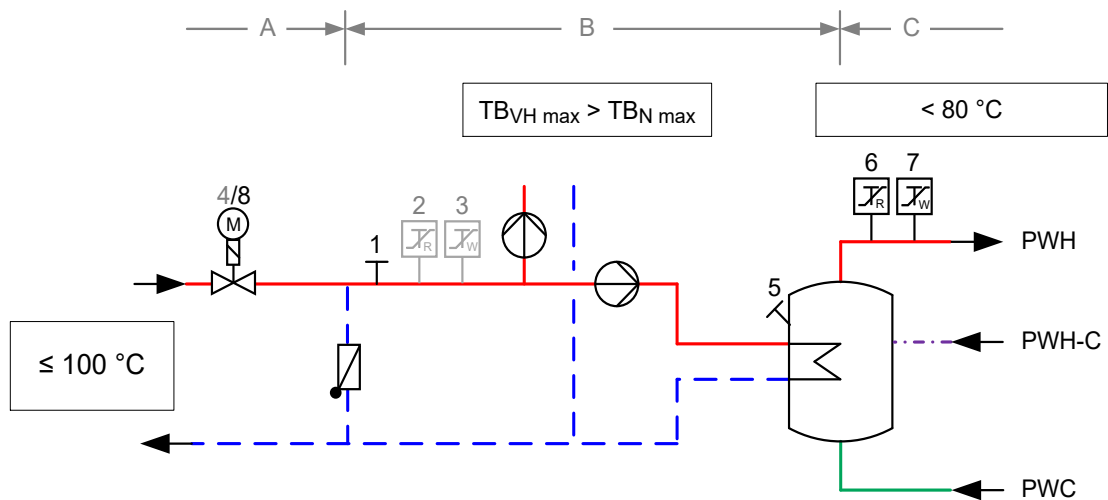 A B C
TBVH max > TBN max
< 80 °C
6 7
4/8
2 3
M
R W
R W
PWH
1
5
≤ 100 °C
PWH-C
PWC